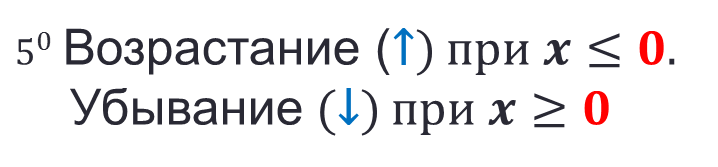 5⁰ Возрастание (↑) при x ≤ 0.
Убывание (↓) при x ≥ 0